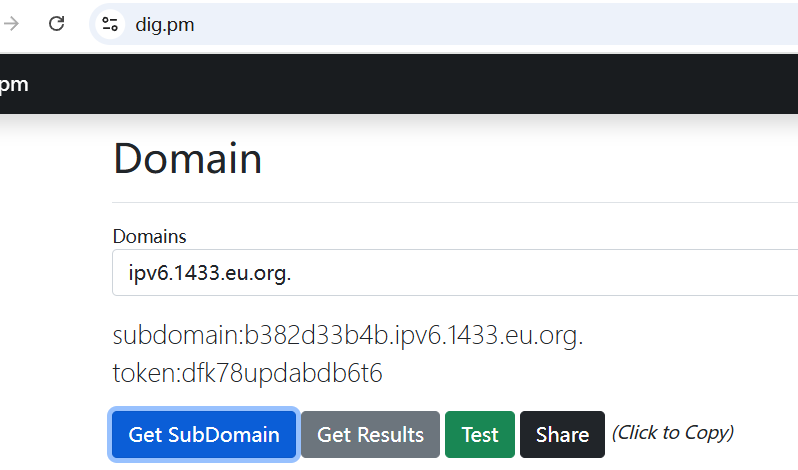 dig.pm
pm
Domain
Domains
ipv6.1433.eu.org.
subdomain:b382d33b4b.ipv6.1433.eu.org.
token:dfk78updabdb6t6
Get SubDomain Get Results Test Share (Click to Copy)